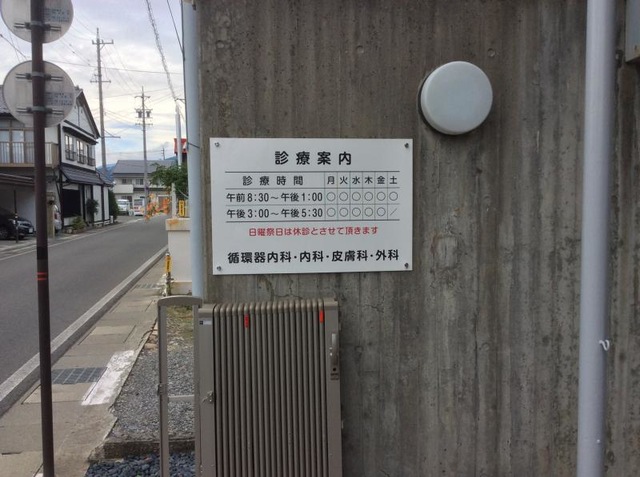 診療案内
診療時間 月 火 水 木 金 土
午前8:30～午後1:00 ○ ○ ○ ○ ○ ○
午後3:00～午後5:30 ○ ○ ○ ○ ○ ／
日曜祭日は休診とさせて頂きます
循環器内科・内科・皮膚科・外科